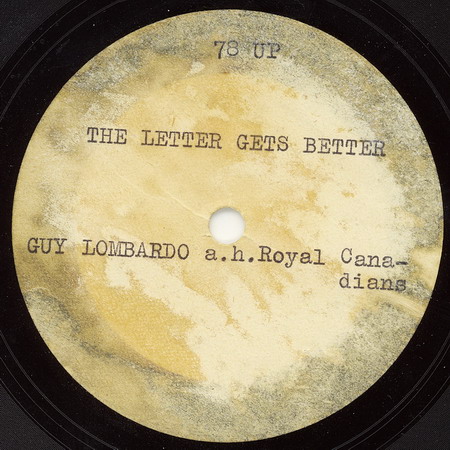 78 UP
THE LETTER GETS BETTER
GUY LOMBARDO a.h.Royal Cana-
dians